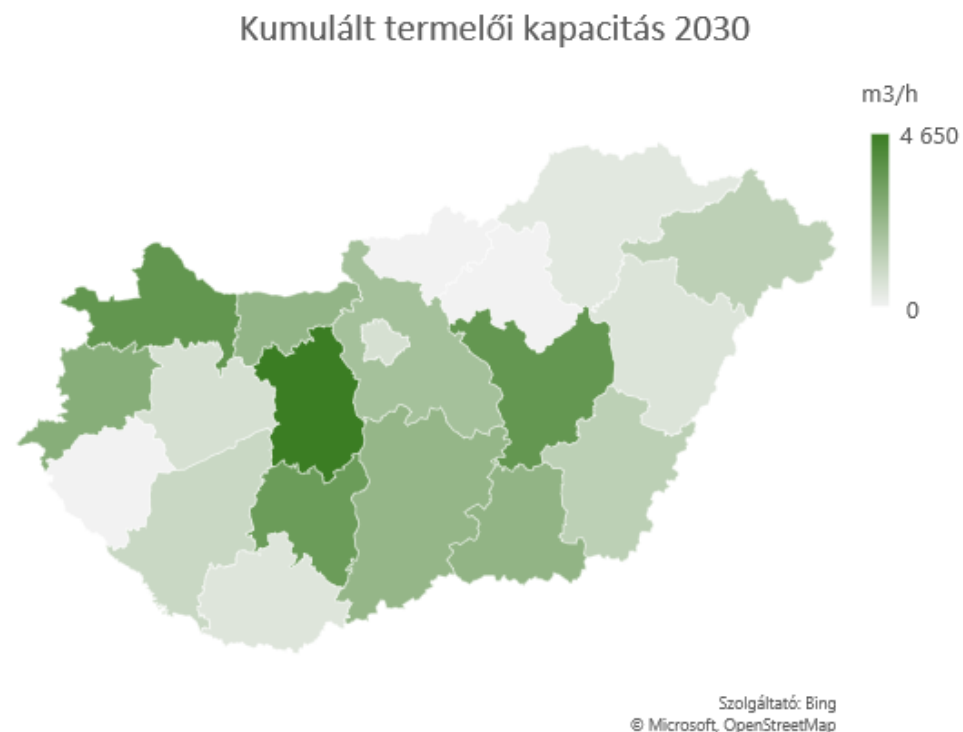 Kumulált termelői kapacitás 2030
m3/h
4 650
0
Szolgáltató: Bing
© Microsoft, OpenStreetMap